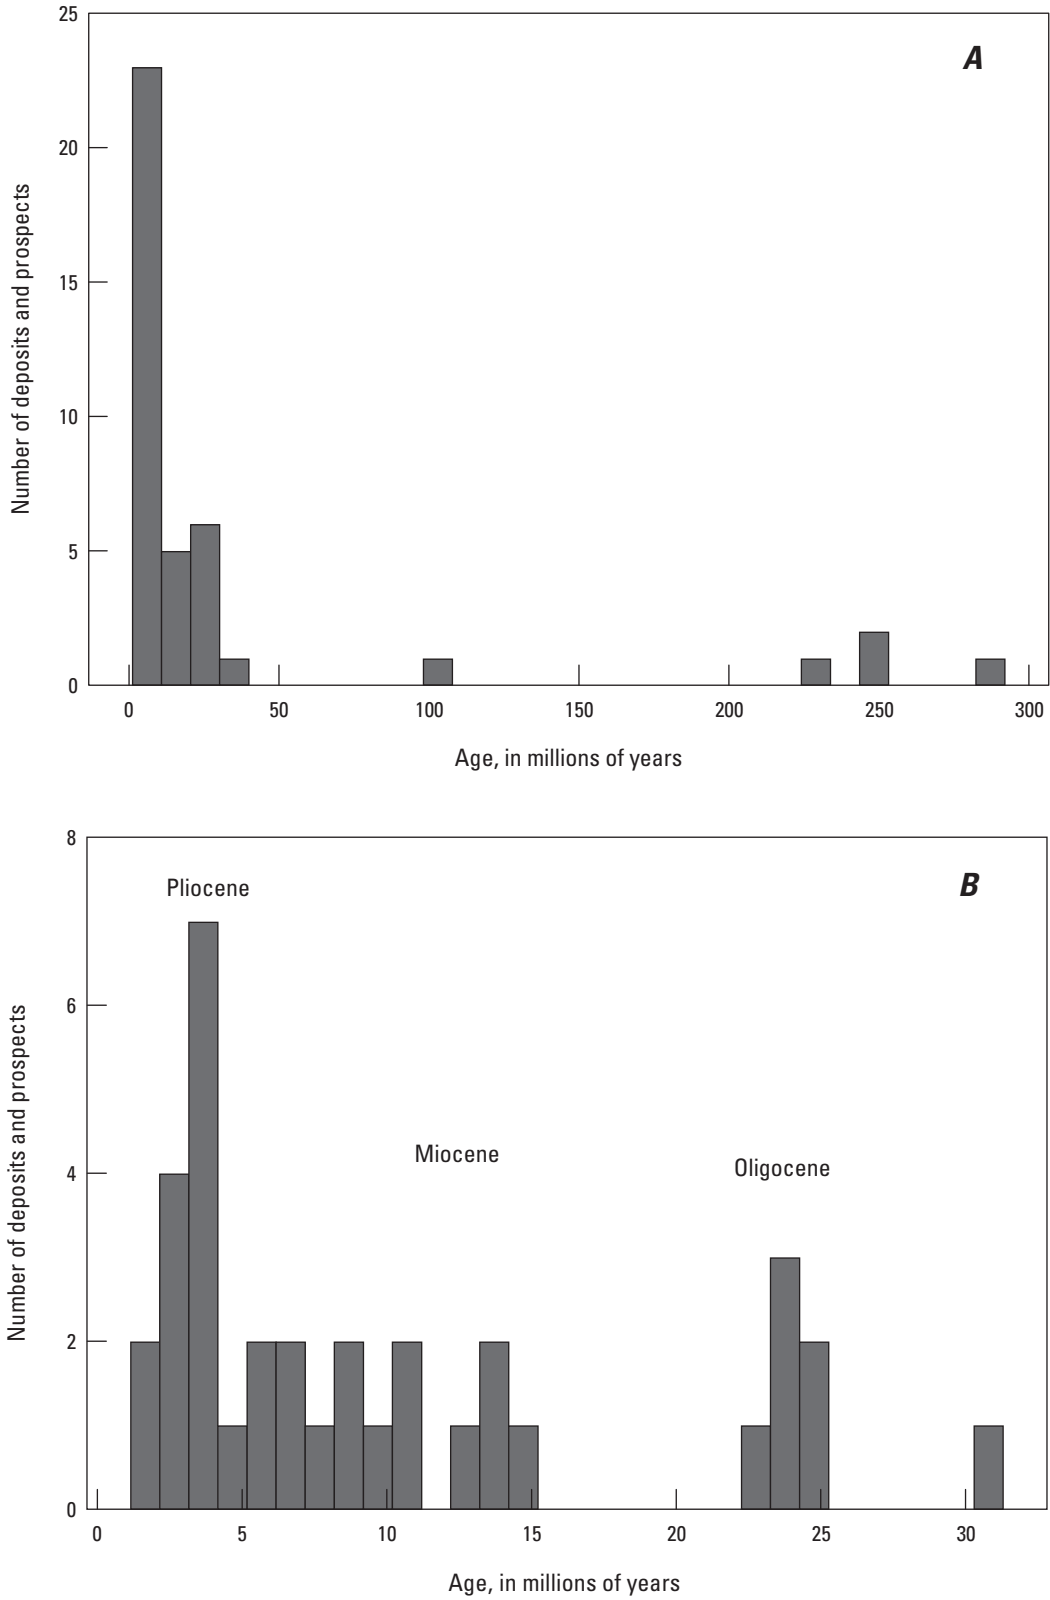 25
A
20
15
10
5
0
Number of deposits and prospects
0 50 100 150 200 250 300
Age, in millions of years
8
Pliocene
B
6
Miocene
4
Oligocene
2
0
Number of deposits and prospects
0 5 10 15 20 25 30
Age, in millions of years